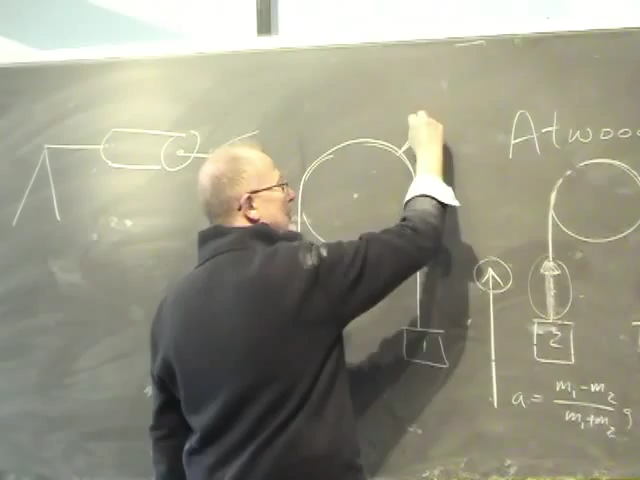 Atwoo
1
2
a = m₁ - m₂ / m₁ + m₂ g